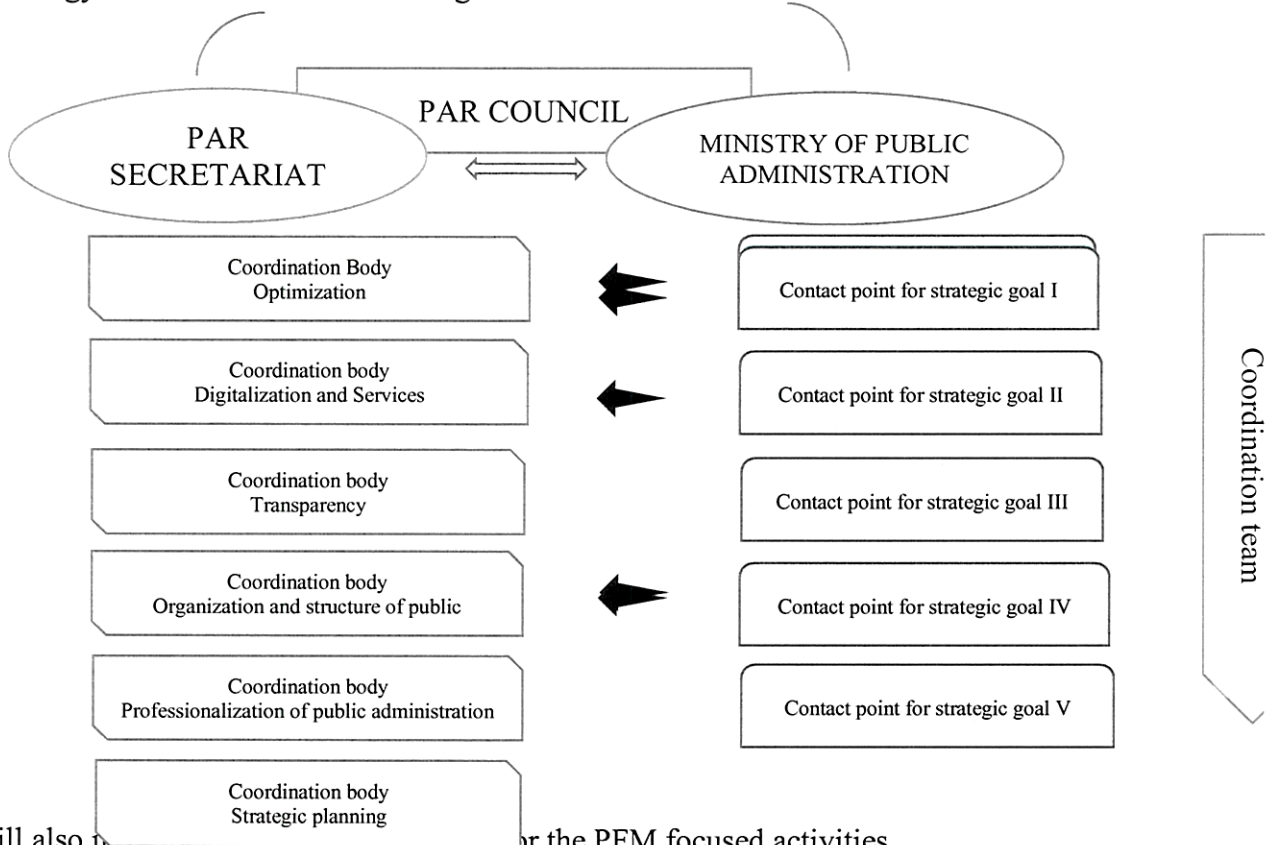 PAR COUNCIL
PAR
SECRETARIAT
MINISTRY OF PUBLIC
ADMINISTRATION
Coordination Body
Optimization
Contact point for strategic goal I
Coordination body
Digitalization and Services
Contact point for strategic goal II
Coordination body
Transparency
Contact point for strategic goal III
Coordination body
Organization and structure of public
Contact point for strategic goal IV
Coordination body
Professionalization of public administration
Contact point for strategic goal V
Coordination body
Strategic planning
Coordination team
also
the PFM focused activities